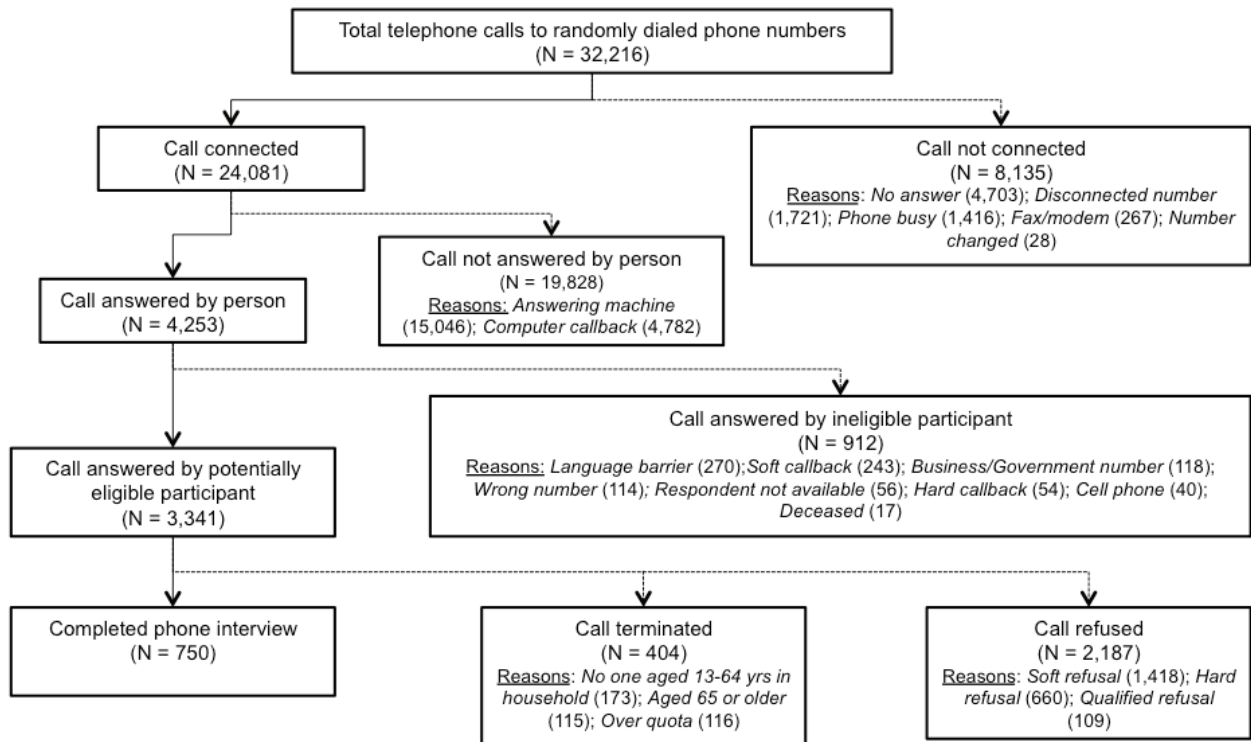 Total telephone calls to randomly dialed phone numbers
(N = 32,216)
Call connected
(N = 24,081)
Call not connected
(N = 8,135)
Reasons: No answer (4,703); Disconnected number
(1,721); Phone busy (1,416); Fax/modem (267); Number
changed (28)
Call not answered by person
(N = 19,828)
Reasons: Answering machine
(15,046); Computer callback (4,782)
Call answered by person
(N = 4,253)
Call answered by ineligible participant
(N = 912)
Reasons: Language barrier (270);Soft callback (243); Business/Government number (118);
Wrong number (114); Respondent not available (56); Hard callback (54); Cell phone (40);
Deceased (17)
Call answered by potentially
eligible participant
(N = 3,341)
Completed phone interview
(N = 750)
Call terminated
(N = 404)
Reasons: No one aged 13-64 yrs in
household (173); Aged 65 or older
(115); Over quota (116)
Call refused
(N = 2,187)
Reasons: Soft refusal (1,418); Hard
refusal (660); Qualified refusal
(109)